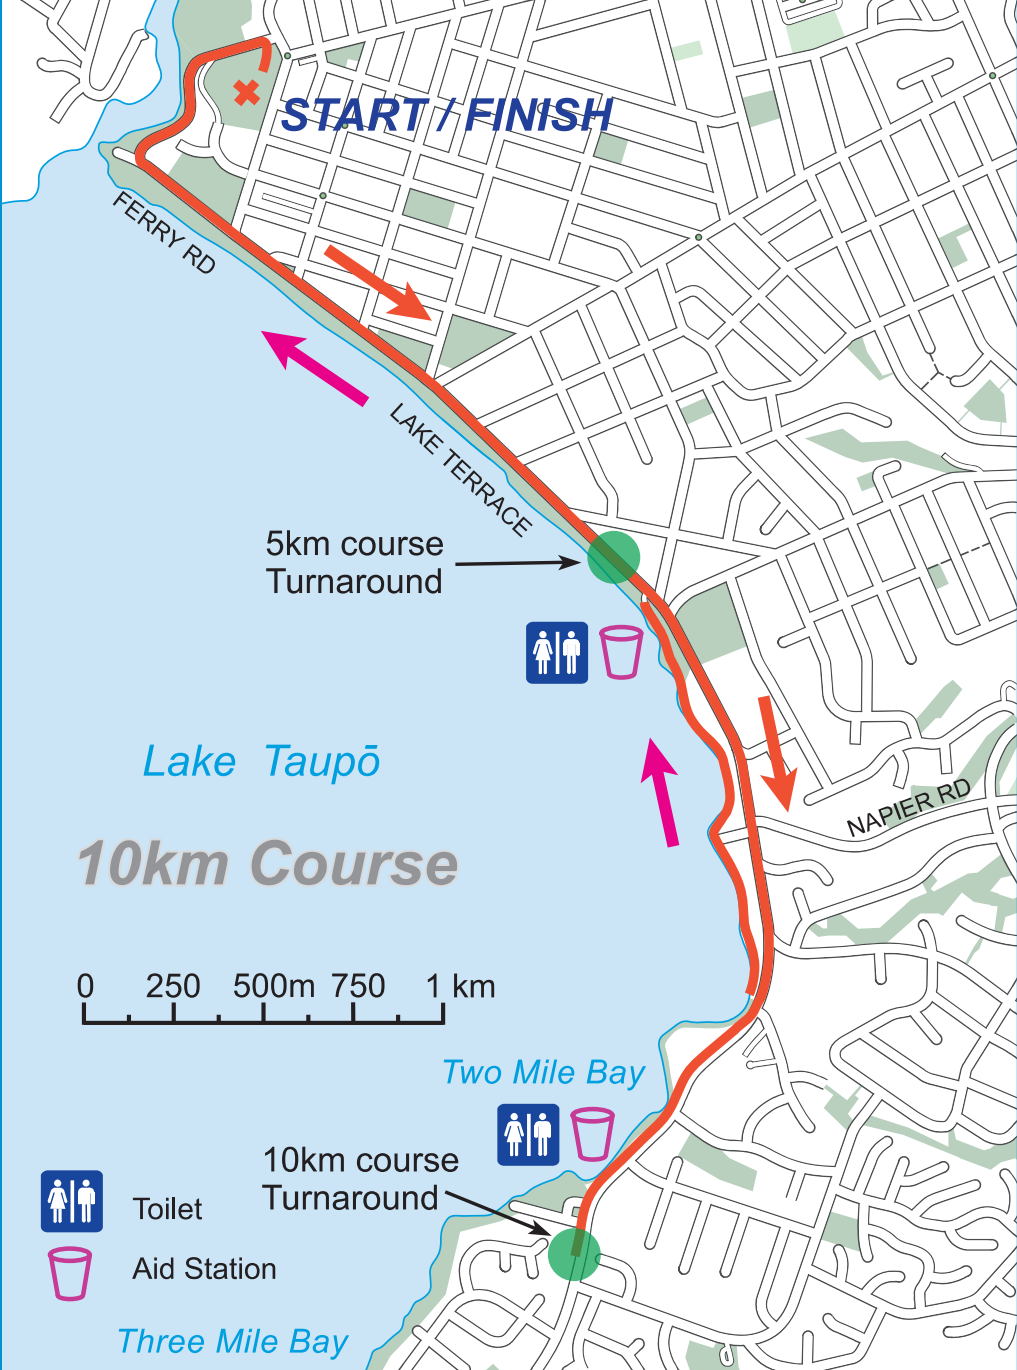 START / FINISH
FERRY RD
LAKE TERRACE
5km course
Turnaround
Lake Taupō
NAPIER RD
10km Course
0 250 500m 750 1 km
Two Mile Bay
10km course
Turnaround
Toilet
Aid Station
Three Mile Bay